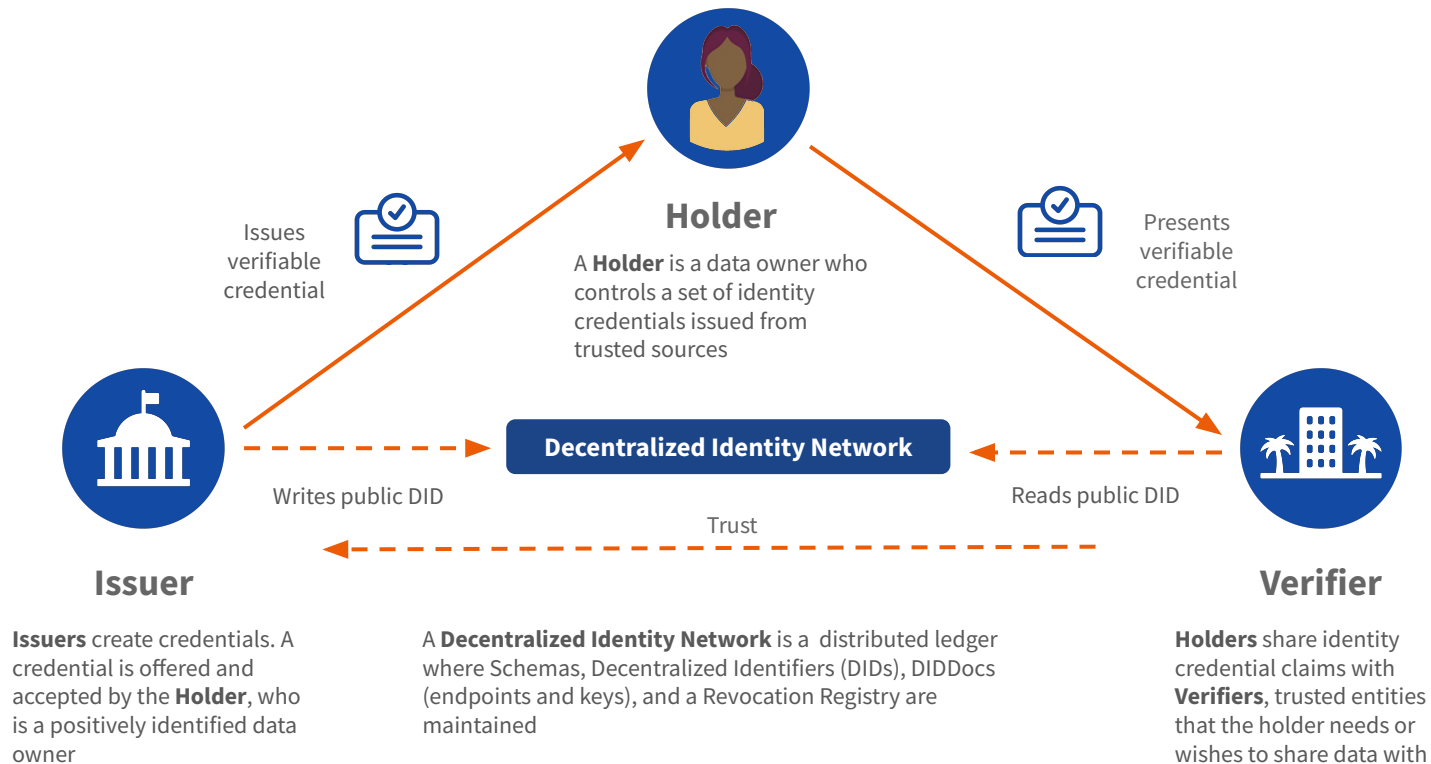 Holder
A Holder is a data owner who
controls a set of identity
credentials issued from
trusted sources
Issues
verifiable
credential
Presents
verifiable
credential
Decentralized Identity Network
Writes public DID
Reads public DID
Trust
Issuer
Issuers create credentials. A
credential is offered and
accepted by the Holder, who
is a positively identified data
owner
A Decentralized Identity Network is a distributed ledger
where Schemas, Decentralized Identifiers (DIDs), DIDDocs
(endpoints and keys), and a Revocation Registry are
maintained
Verifier
Holders share identity
credential claims with
Verifiers, trusted entities
that the holder needs or
wishes to share data with